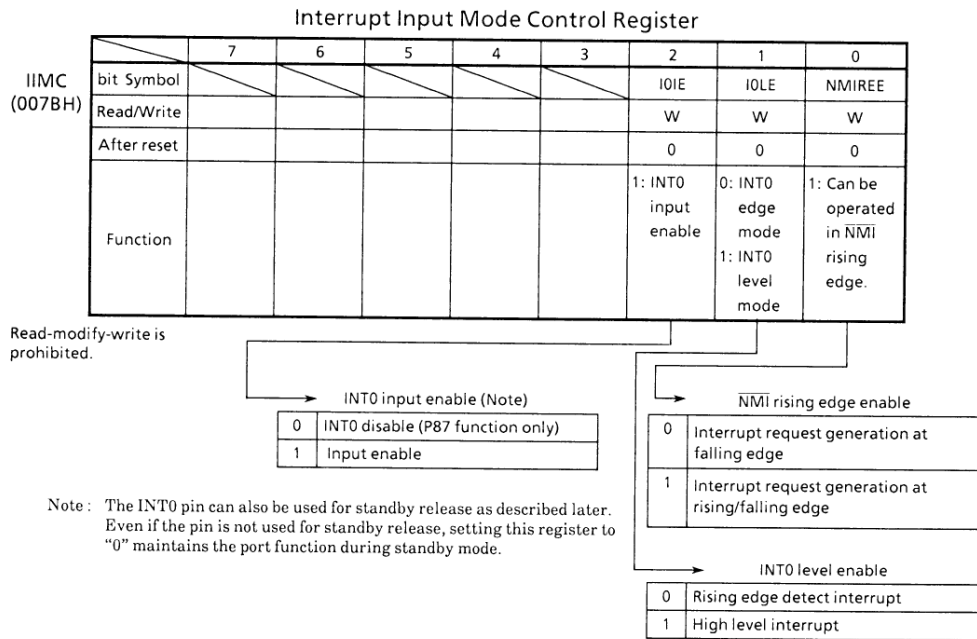 Interrupt Input Mode Control Register
7 6 5 4 3 2 1 0
IIMC
(007BH)
bit Symbol I0IE I0LE NMIREE
Read/Write W W W
After reset 0 0 0
Function
1: INT0
input
enable
0: INT0
edge
mode
1: INT0
level
mode
1: Can be
operated
in NMI
rising
edge.
Read-modify-write is
prohibited.
INT0 input enable (Note)
0 INT0 disable (P87 function only)
1 Input enable
NMI rising edge enable
0 Interrupt request generation at
falling edge
1 Interrupt request generation at
rising/falling edge
Note : The INT0 pin can also be used for standby release as described later.
Even if the pin is not used for standby release, setting this register to
“0” maintains the port function during standby mode.
INT0 level enable
0 Rising edge detect interrupt
1 High level interrupt